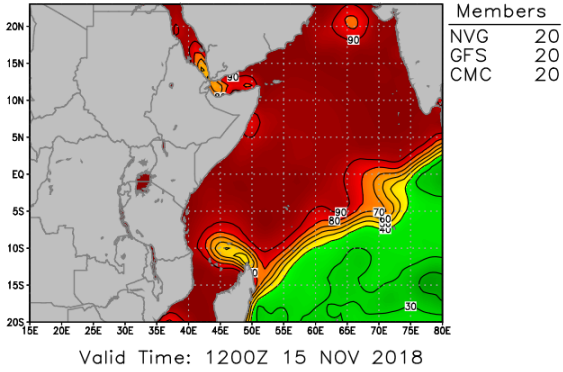 Members
NVG 20
GFS 20
CMC 20
20N
15N
10N
5N
EQ
5S
10S
15S
20S
90
90
90
80
70
60
40
30
15E 20E 25E 30E 35E 40E 45E 50E 55E 60E 65E 70E 75E 80E
Valid Time: 1200Z 15 NOV 2018